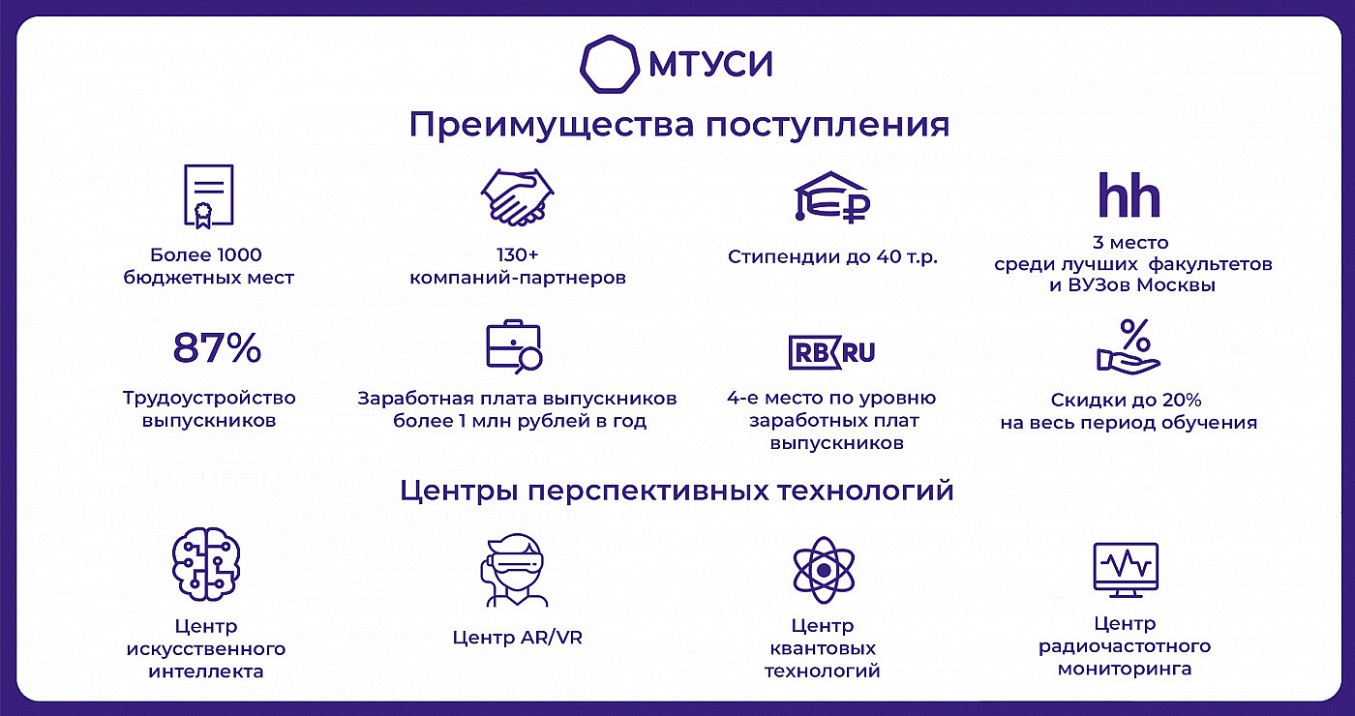 МТУСИ
Преимущества поступления
Более 1000
бюджетных мест
130+
компаний-партнеров
Стипендии до 40 т.р.
hh
3 место
среди лучших факультетов
и ВУЗов Москвы
87%
Трудоустройство
выпускников
Заработная плата выпускников
более 1 млн рублей в год
RB RU
4-е место по уровню
заработных плат
выпускников
%
Скидки до 20%
на весь период обучения
Центры перспективных технологий
Центр
искусственного
интеллекта
Центр AR/VR
Центр
квантовых
технологий
Центр
радиочастотного
мониторинга